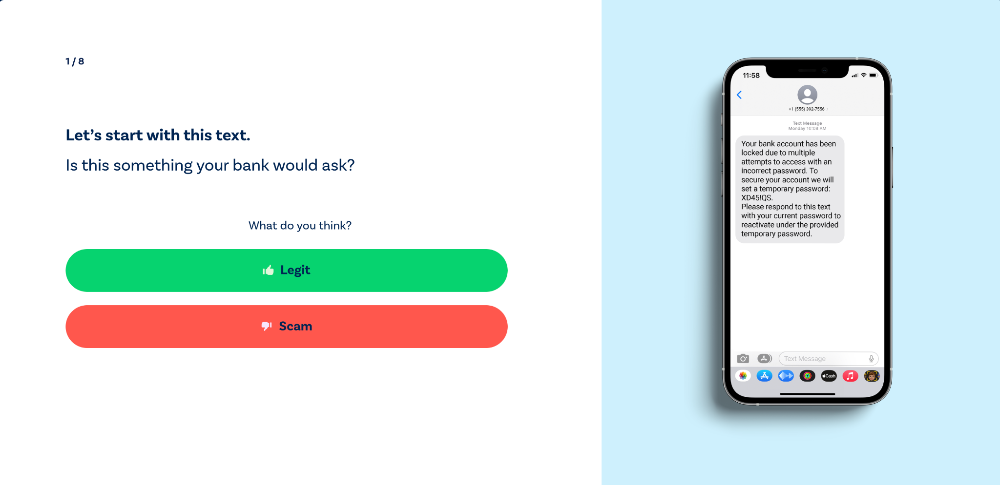 1 / 8
Let’s start with this text.
Is this something your bank would ask?
What do you think?
Legit
Scam
11:58
+1 (555) 392-7556
Text Message
Monday 10:08 AM
Your bank account has been
locked due to multiple
attempts to access with an
incorrect password. To
secure your account we will
set a temporary password:
XD45!QS.
Please respond to this text
with your current password to
reactivate under the provided
temporary password.
Text Message
Cash